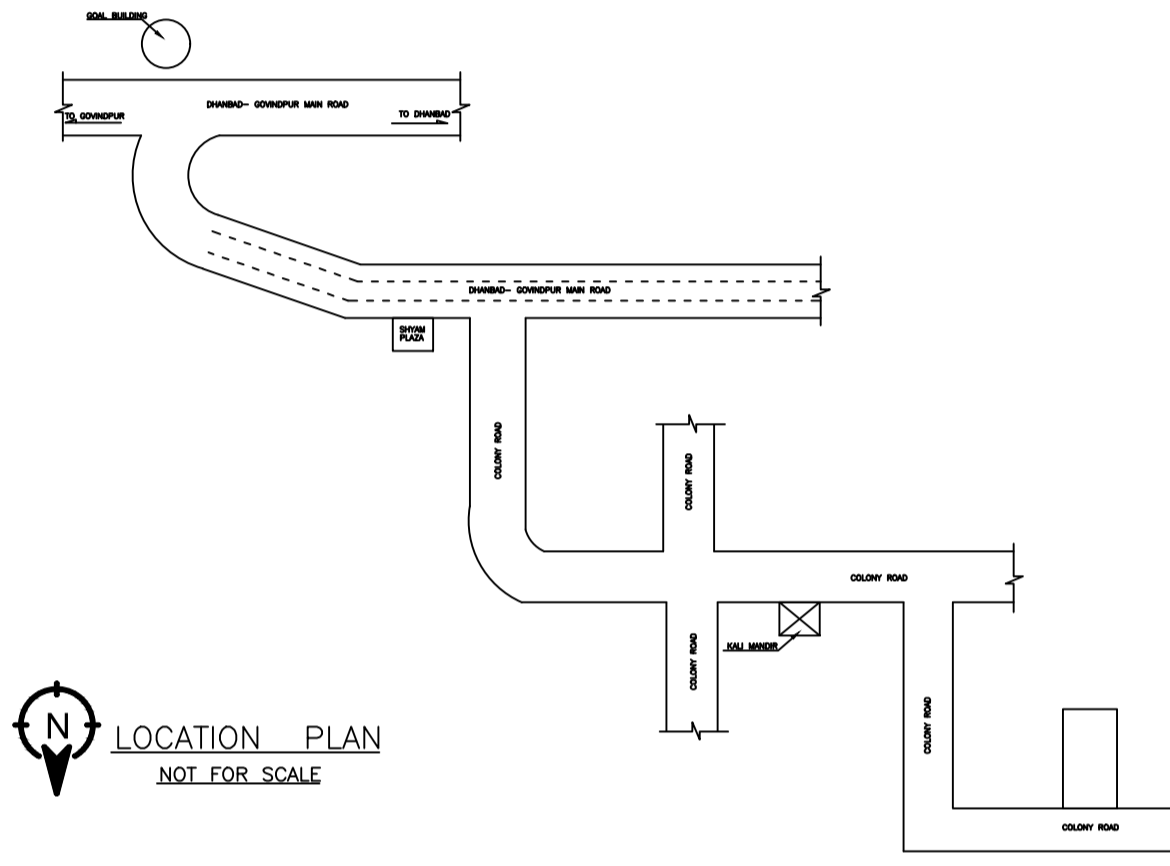 GOAL BUILDING
DHANBAD- GOVINDPUR MAIN ROAD
TO GOVINDPUR
TO DHANBAD
DHANBAD- GOVINDPUR MAIN ROAD
SHYAM
PLAZA
COLONY ROAD
COLONY ROAD
COLONY ROAD
KALI MANDIR
COLONY ROAD
COLONY ROAD
COLONY ROAD
N
LOCATION PLAN
NOT FOR SCALE